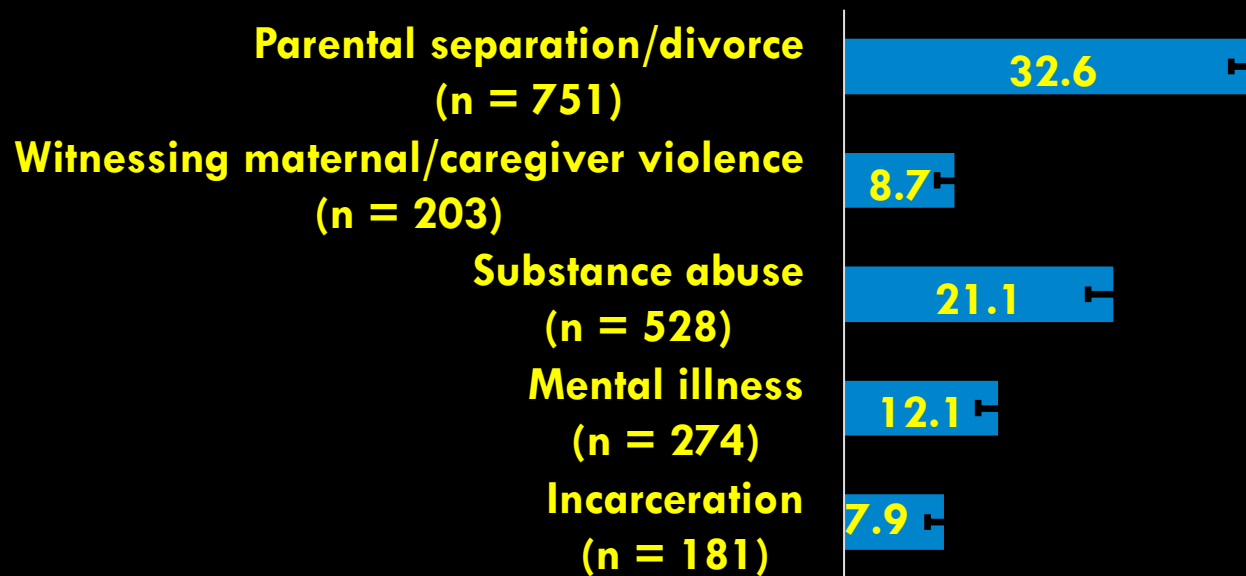 Parental separation/divorce
(n = 751)
32.6
Witnessing maternal/caregiver violence
(n = 203)
8.7
Substance abuse
(n = 528)
21.1
Mental illness
(n = 274)
12.1
Incarceration
(n = 181)
7.9